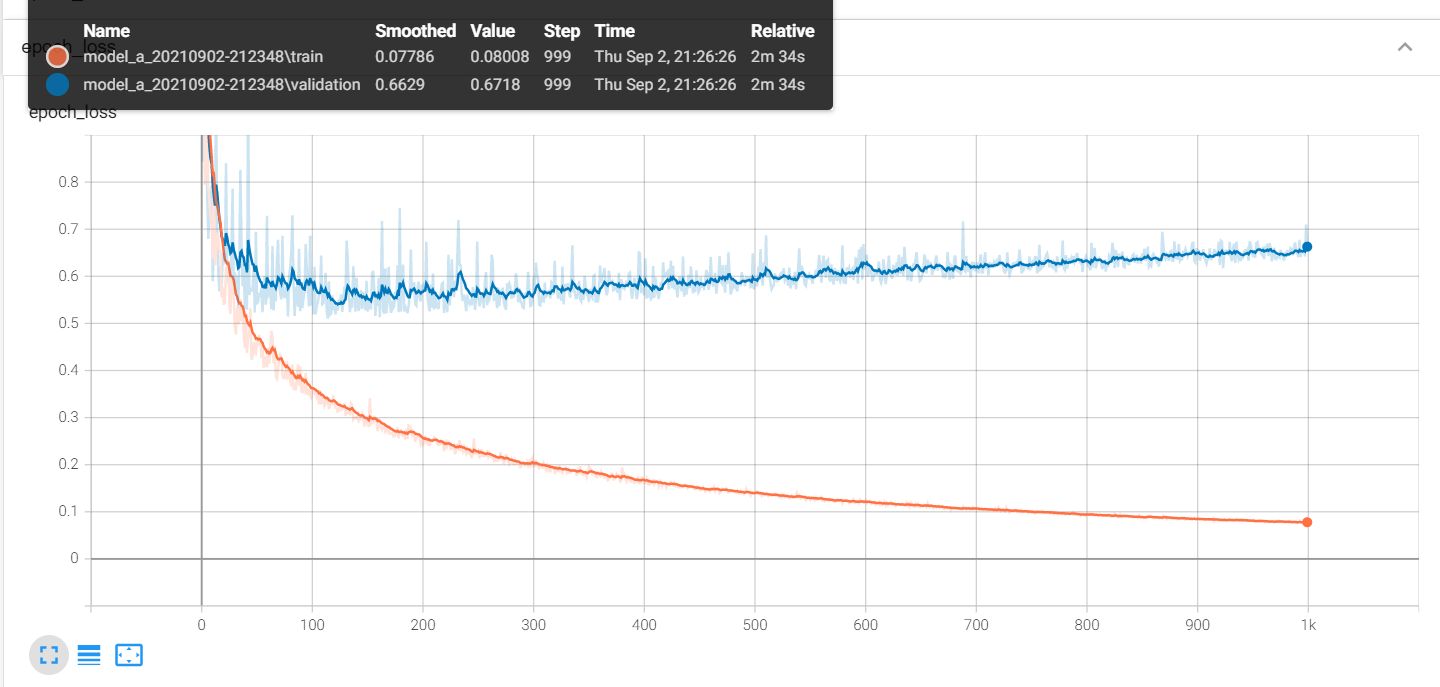 Name Smoothed Value Step Time Relative
epoch_loss
model_a_20210902-212348\train 0.07786 0.08008 999 Thu Sep 2, 21:26:26 2m 34s
model_a_20210902-212348\validation 0.6629 0.6718 999 Thu Sep 2, 21:26:26 2m 34s
epoch_loss
0.8
0.7
0.6
0.5
0.4
0.3
0.2
0.1
0
0 100 200 300 400 500 600 700 800 900 1k